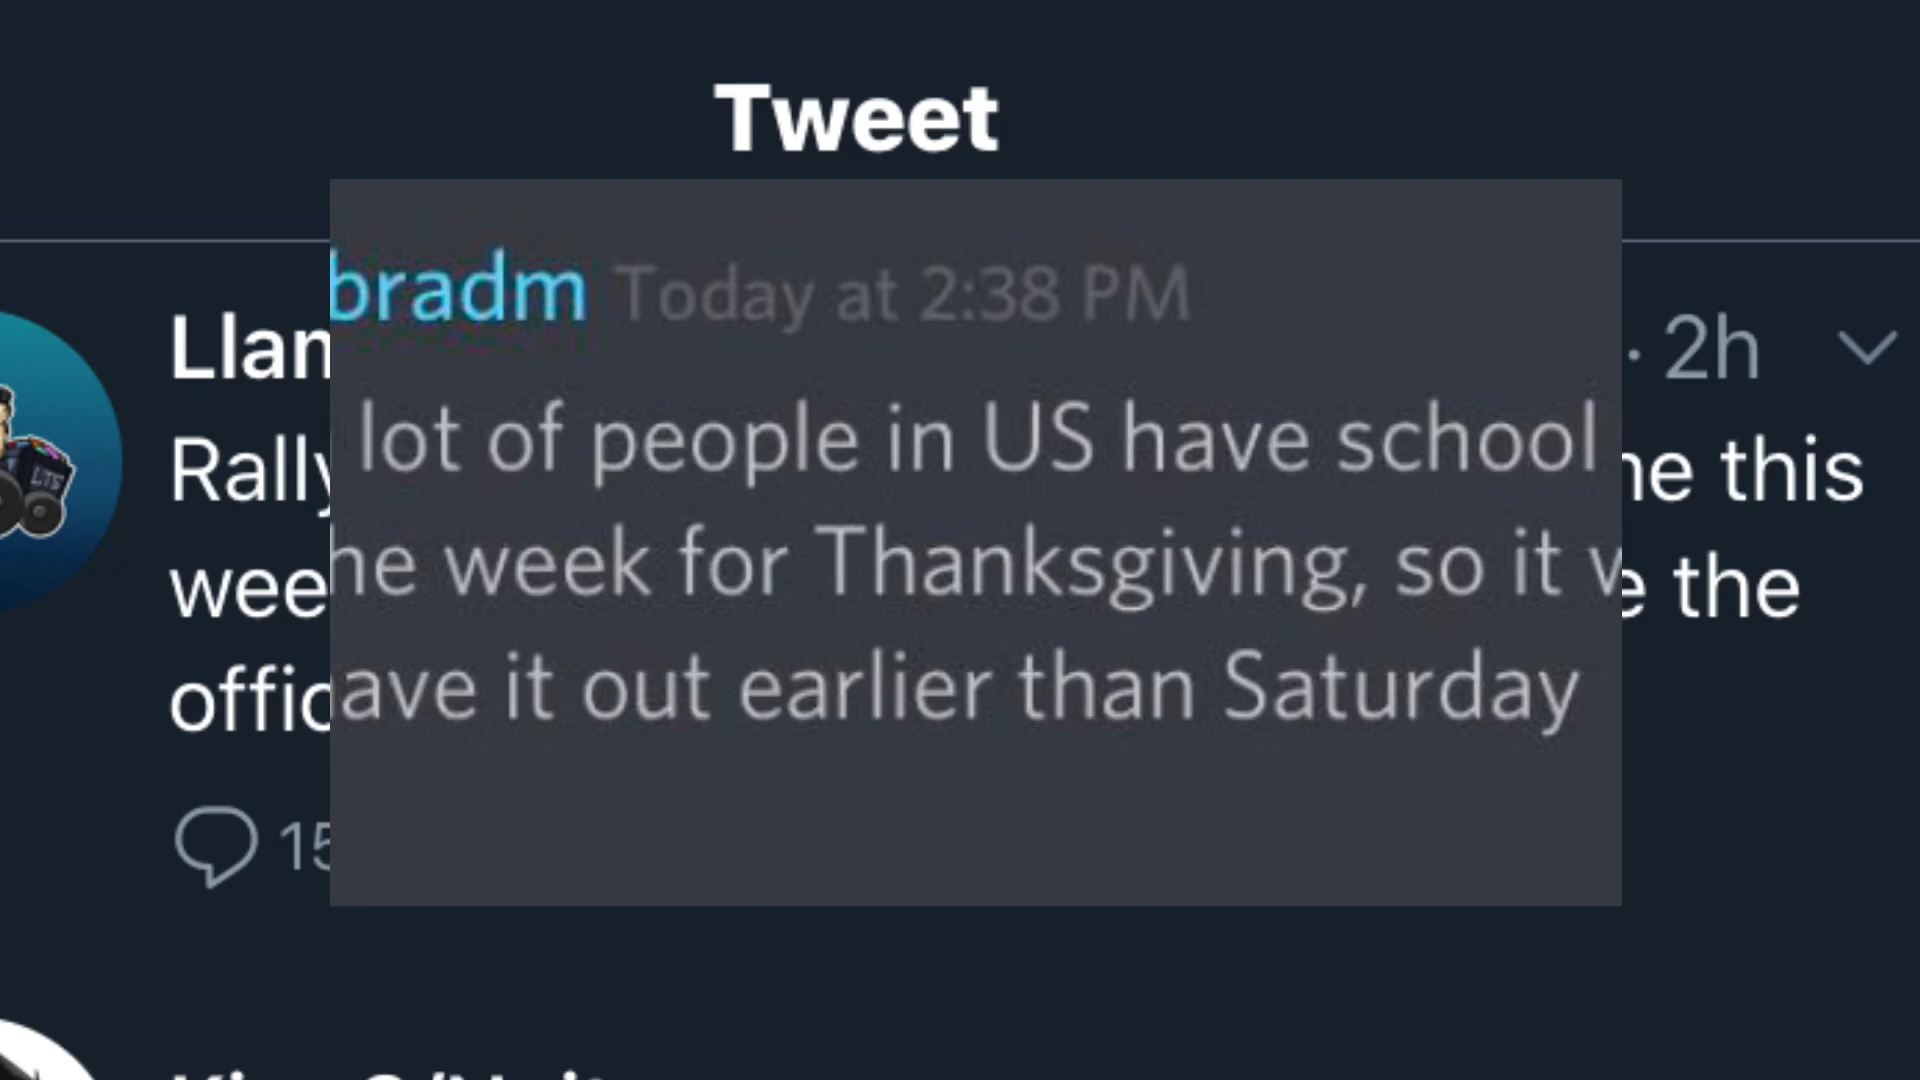 Tweet
bradm Today at 2:38 PM
lot of people in US have school
he week for Thanksgiving, so it
ave it out earlier than Saturday
Llan
2h
Rally
ne this
wee
e the
offic
15
LTS